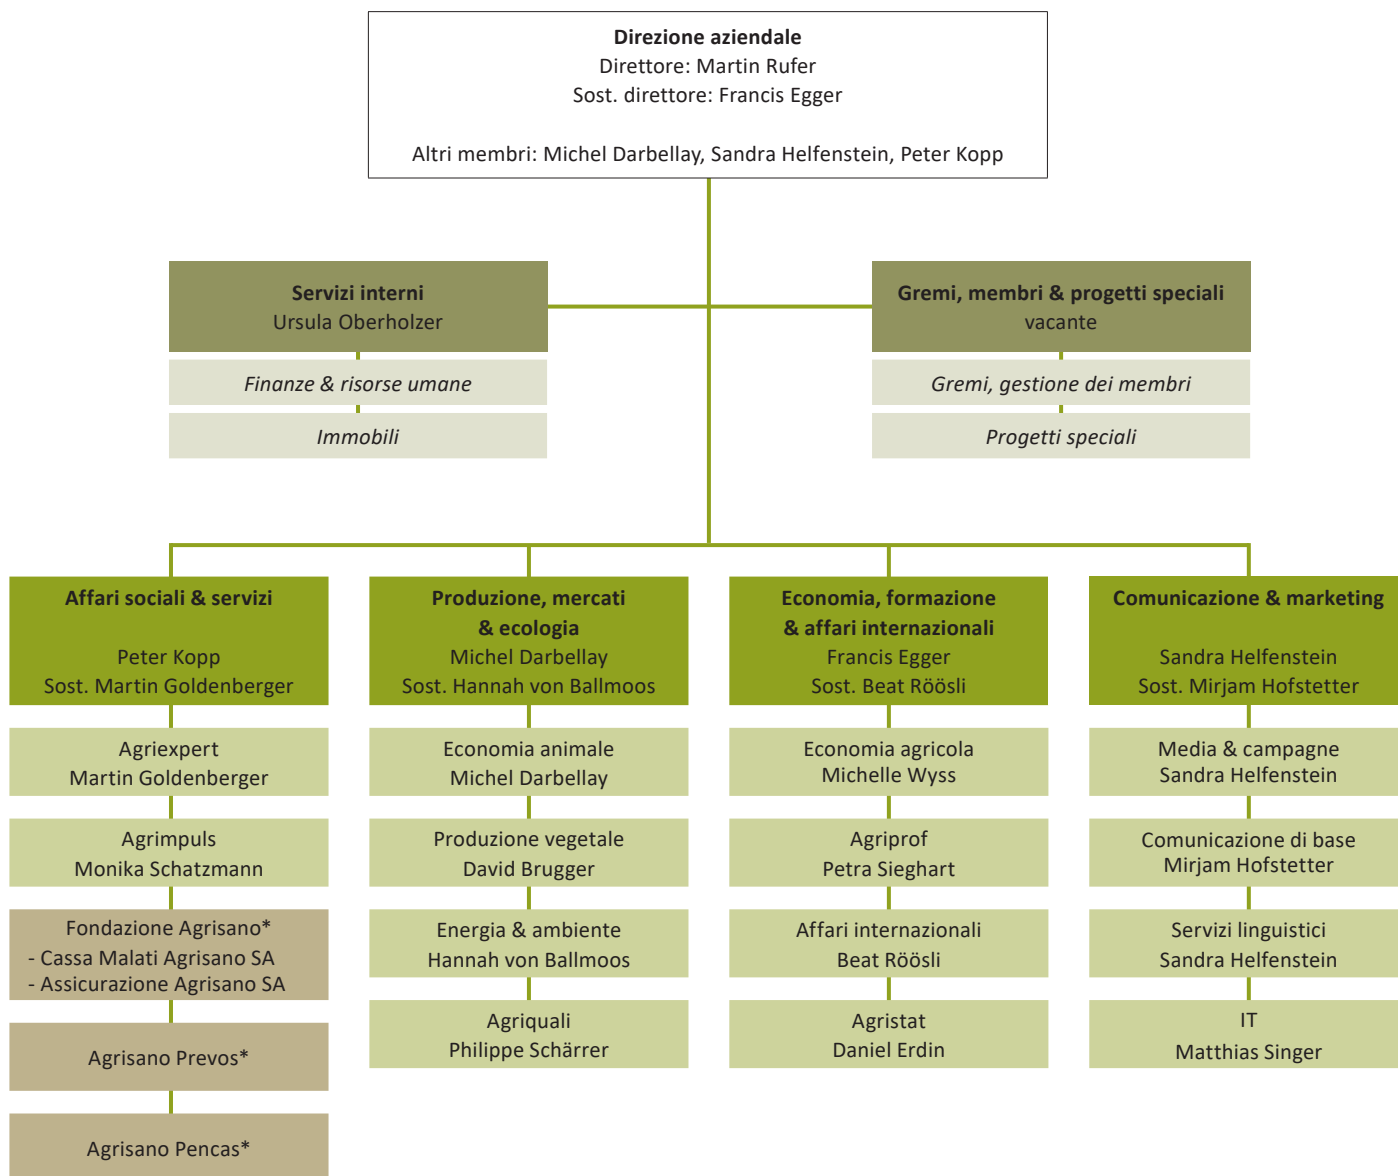 Direzione aziendale
Direttore: Martin Rufer
Sost. direttore: Francis Egger
Altri membri: Michel Darbellay, Sandra Helfenstein, Peter Kopp
Servizi interni
Ursula Oberholzer
Finanze & risorse umane
Immobili
Gremi, membri & progetti speciali
vacante
Gremi, gestione dei membri
Progetti speciali
Affari sociali & servizi
Peter Kopp
Sost. Martin Goldenberger
Agriexpert
Martin Goldenberger
Agrimpuls
Monika Schatzmann
Fondazione Agrisano*
- Cassa Malati Agrisano SA
- Assicurazione Agrisano SA
Agrisano Prevos*
Agrisano Pencas*
Produzione, mercati
& ecologia
Michel Darbellay
Sost. Hannah von Ballmoos
Economia animale
Michel Darbellay
Produzione vegetale
David Brugger
Energia & ambiente
Hannah von Ballmoos
Agriquali
Philippe Schärrer
Economia, formazione
& affari internazionali
Francis Egger
Sost. Beat Röösli
Economia agricola
Michelle Wyss
Agriprof
Petra Sieghart
Affari internazionali
Beat Röösli
Agristat
Daniel Erdin
Comunicazione & marketing
Sandra Helfenstein
Sost. Mirjam Hofstetter
Media & campagne
Sandra Helfenstein
Comunicazione di base
Mirjam Hofstetter
Servizi linguistici
Sandra Helfenstein
IT
Matthias Singer